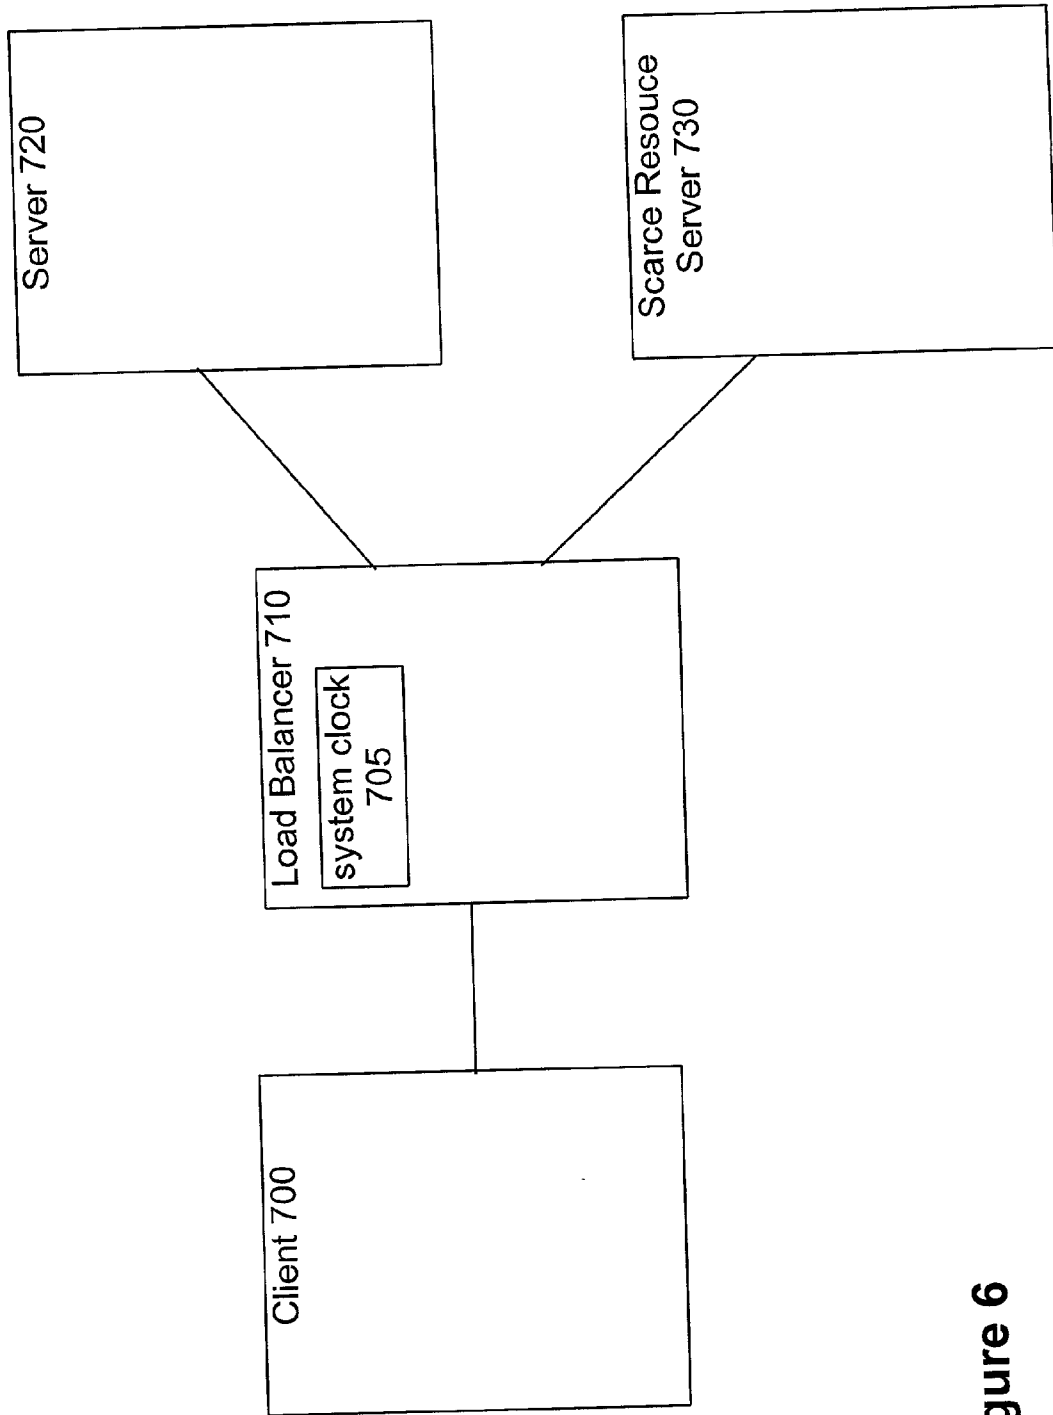 Client 700
Load Balancer 710
system clock
705
Server 720
Scarce Resouce
Server 730
gure 6